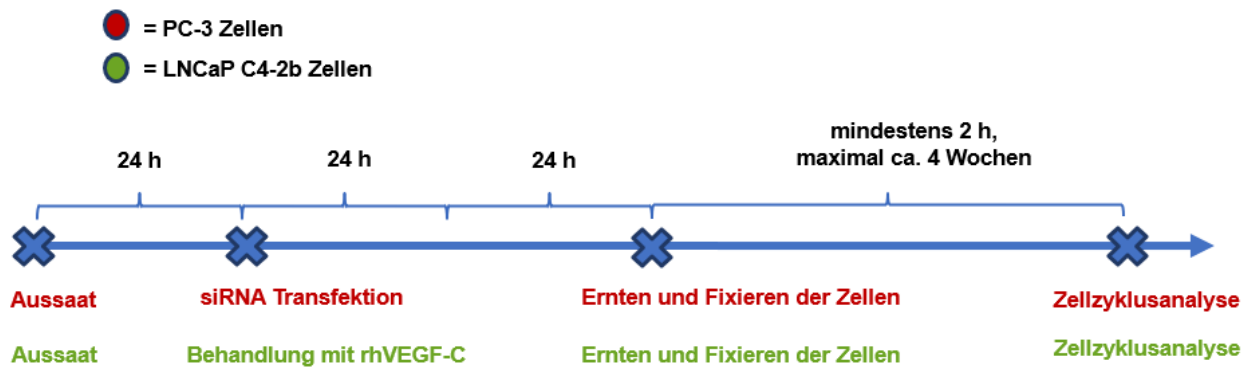 = PC-3 Zellen
= LNCaP C4-2b Zellen
mindestens 2 h,
maximal ca. 4 Wochen
24 h 24 h 24 h
Aussaat siRNA Transfektion Ernten und Fixieren der Zellen Zellzyklusanalyse
Aussaat Behandlung mit rhVEGF-C Ernten und Fixieren der Zellen Zellzyklusanalyse